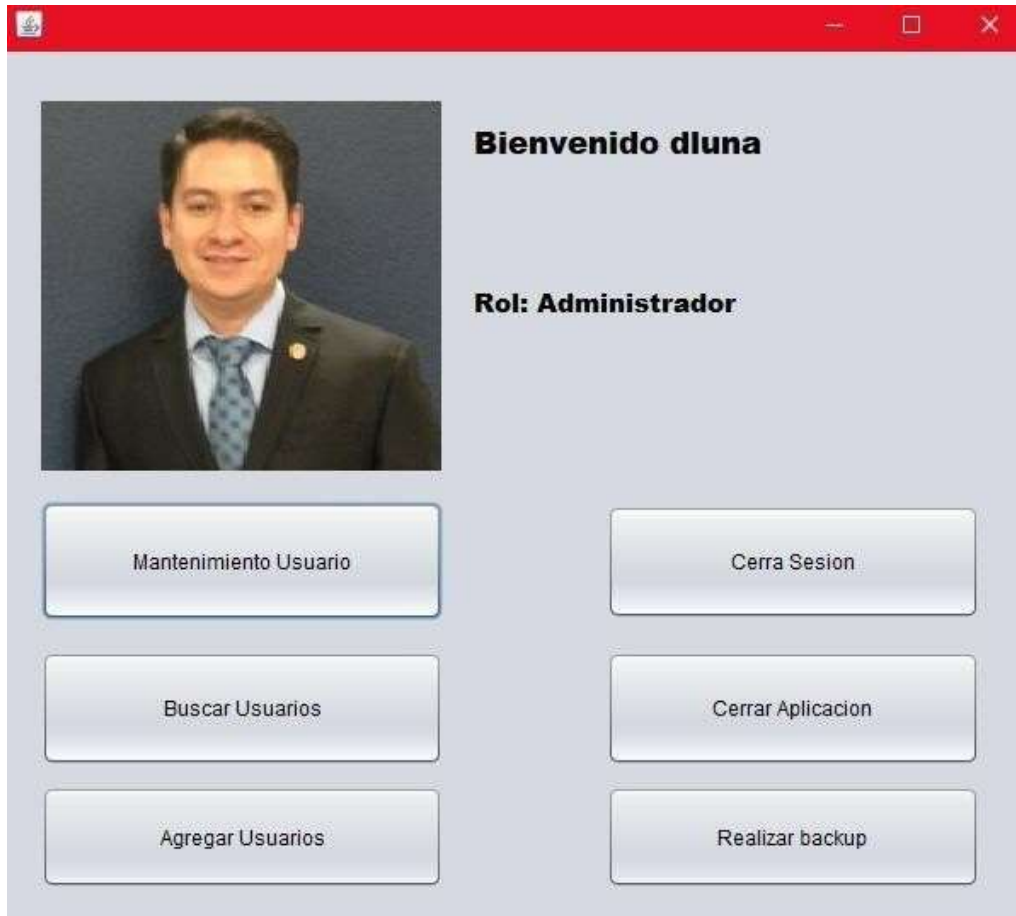 Bienvenido dluna
Rol: Administrador
Mantenimiento Usuario
Cerra Sesion
Buscar Usuarios
Cerrar Aplicacion
Agregar Usuarios
Realizar backup